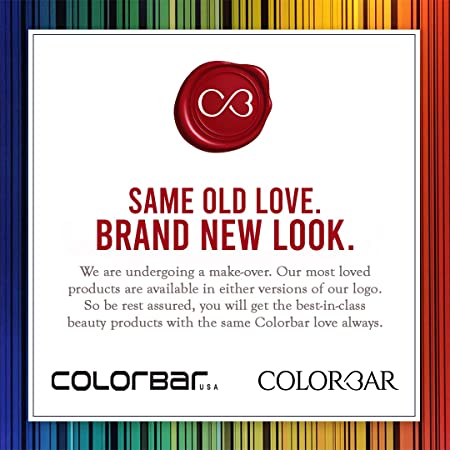 CB
SAME OLD LOVE.
BRAND NEW LOOK.
We are undergoing a make-over. Our most loved
products are available in either versions of our logo.
So be rest assured, you will get the best-in-class
beauty products with the same Colorbar love always.
COLORBAR USA
COLORBAR